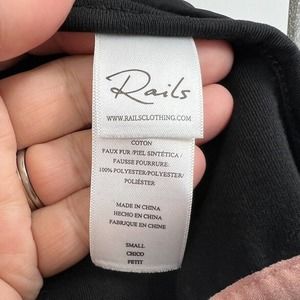 Rails
WWW.RAILSCLOTHING.COM
COTON
FAUX FUR /PIEL SINTÉTICA /
FAUSSE FOURRURE:
100% POLYESTER/POLYESTER/
POLIÉSTER
MADE IN CHINA
HECHO EN CHINA
FABRIQUE EN CHINE
SMALL
CHICO
PETIT